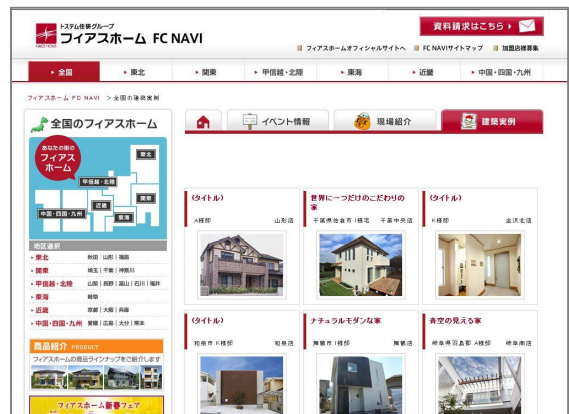 トステム住宅グループ
フィアスホーム FC NAVI
資料請求はこちら
フィアスホームオフィシャルサイトへ FC NAVIサイトマップ 加盟店様募集
全国 東北 関東 甲信越・北陸 東海 近畿 中国・四国・九州
フィアスホーム FC NAVI > 全国の建築実例
全国のフィアスホーム
イベント情報 現場紹介 建築実例
あなたの街の
フィアス
ホーム
東北
甲信越・北陸
関東
近畿
中国・四国・九州
東海
地区選択
東北 秋田 | 山形 | 福島
関東 埼玉 | 千葉 | 神奈川
甲信越・北陸 山梨 | 長野 | 富山 | 石川 | 福井
東海 岐阜
近畿 京都 | 大阪 | 兵庫
中国・四国・九州 愛媛 | 広島 | 大分 | 熊本
商品紹介 PRODUCT
フィアスホームの商品ラインナップをご紹介します
フィアスホーム新春フェア
(タイトル)
A様邸 山形店
世界に一つだけのこだわりの
家
千葉県佐倉市 I様宅 千葉中央店
(タイトル)
K様邸 金沢北店
(タイトル)
和泉市 K様邸 和泉店
ナチュラルモダンな家
舞鶴市 I様邸 舞鶴店
青空の見える家
岐阜県羽島郡 A様邸 岐阜南店